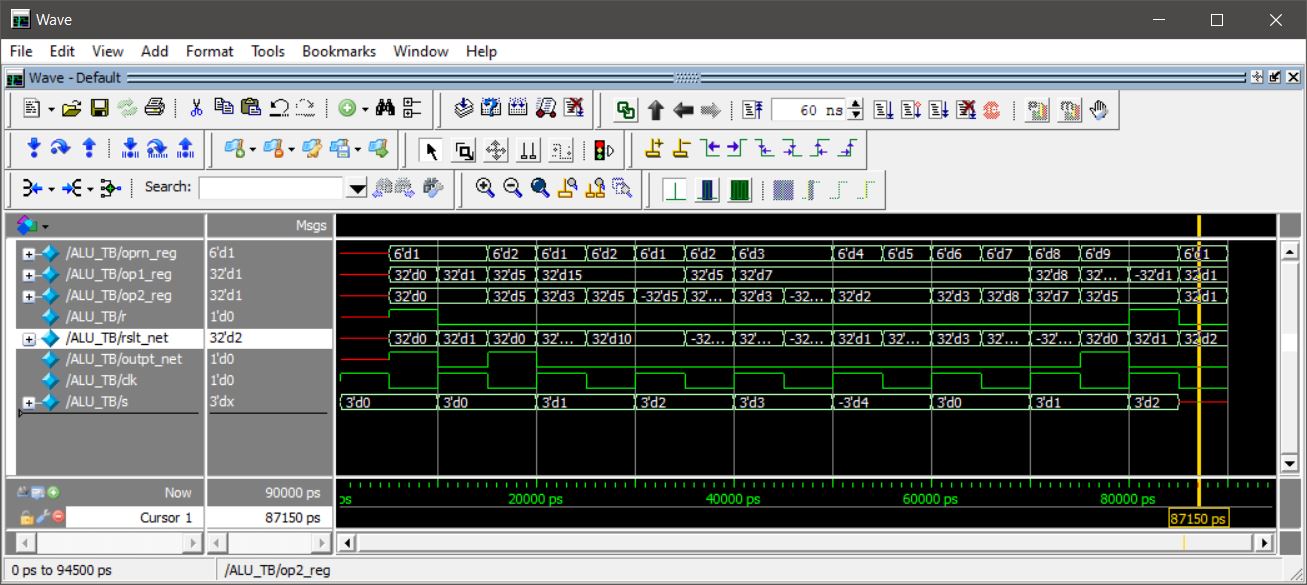 Wave
File Edit View Add Format Tools Bookmarks Window Help
Wave - Default
60 ns
Search:
Msgs
/ALU_TB/oprn_reg 6'd1 6'd1 6'd2 6'd1 6'd2 6'd1 6'd2 6'd3 6'd4 6'd5 6'd6 6'd7 6'd8 6'd9 6'd1
/ALU_TB/op1_reg 32'd1 32'd0 32'd1 32'd5 32'd15 32'd5 32'd7 32'd8 32'... -32'd1 32'd1
/ALU_TB/op2_reg 32'd1 32'd0 32'd5 32'd3 32'd5 -32'd5 32'... 32'd3 -32... 32'd2 32'd3 32'd8 32'd7 32'd5 32'd1
/ALU_TB/r 1'd0
/ALU_TB/rslt_net 32'd2 32'd0 32'd1 32'd0 32'... 32'd10 -32... 32'... -32... 32'd1 32'... 32'd3 32'... -32... 32'd0 32'd1 32'd2
/ALU_TB/outpt_net 1'd0
/ALU_TB/clk 1'd0
/ALU_TB/s 3'dx 3'd0 3'd0 3'd1 3'd2 3'd3 -3'd4 3'd0 3'd1 3'd2
Now 90000 ps ps 20000 ps 40000 ps 60000 ps 80000 ps
Cursor 1 87150 ps 87150 ps
0 ps to 94500 ps /ALU_TB/op2_reg